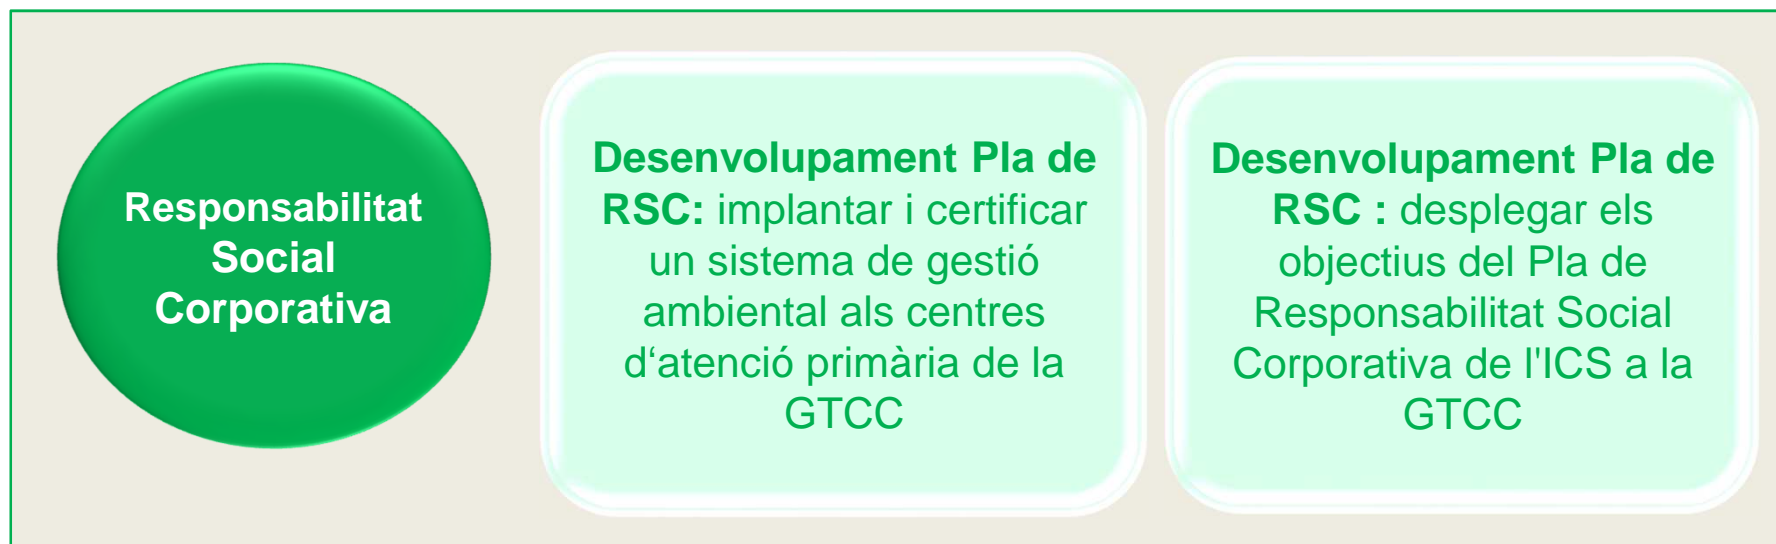 Responsabilitat
Social
Corporativa
Desenvolupament Pla de
RSC: implantar i certificar
un sistema de gestió
ambiental als centres
d‘atenció primària de la
GTCC
Desenvolupament Pla de
RSC : desplegar els
objectius del Pla de
Responsabilitat Social
Corporativa de l'ICS a la
GTCC